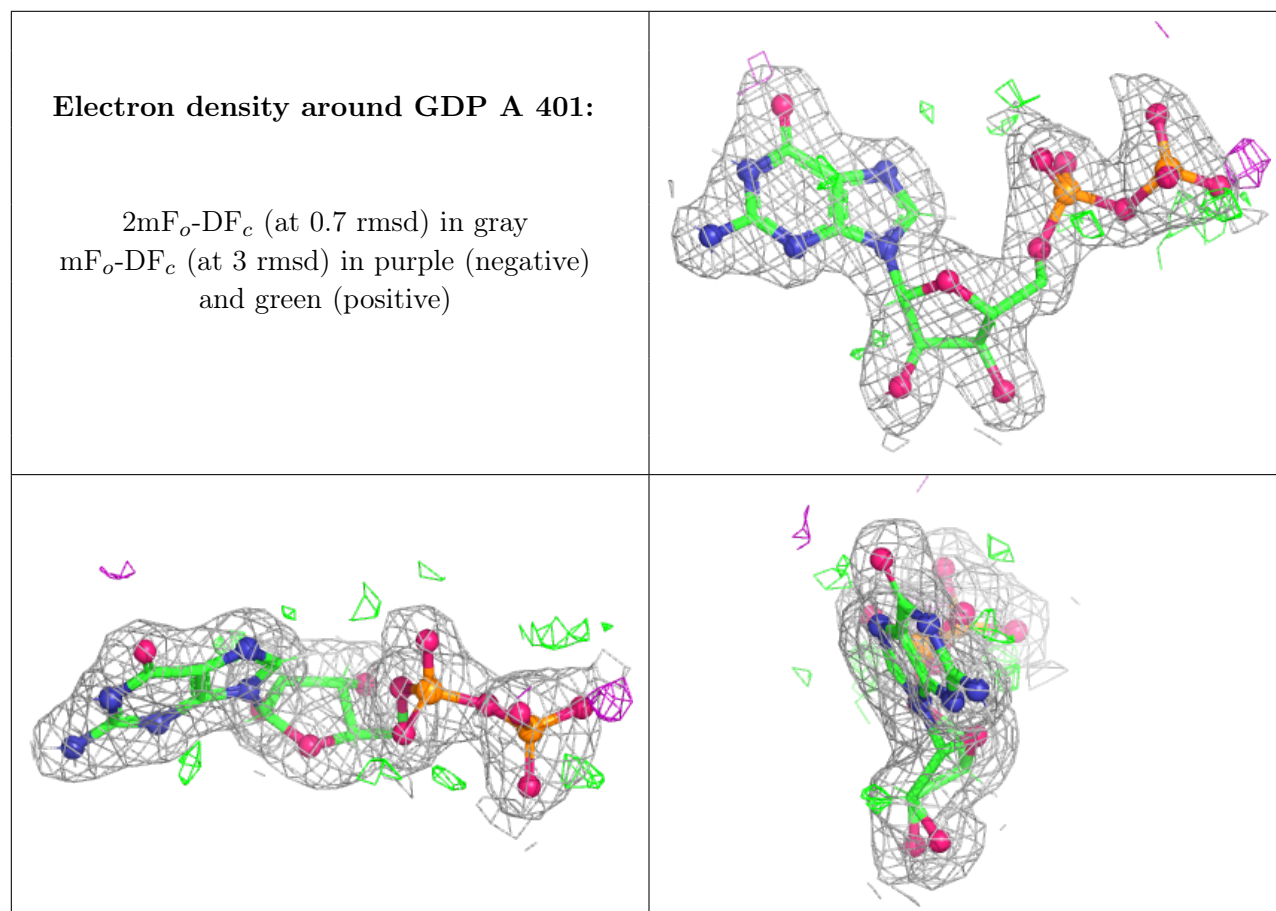 Electron density around GDP A 401:
2mFo-DFc (at 0.7 rmsd) in gray
mFo-DFc (at 3 rmsd) in purple (negative)
and green (positive)